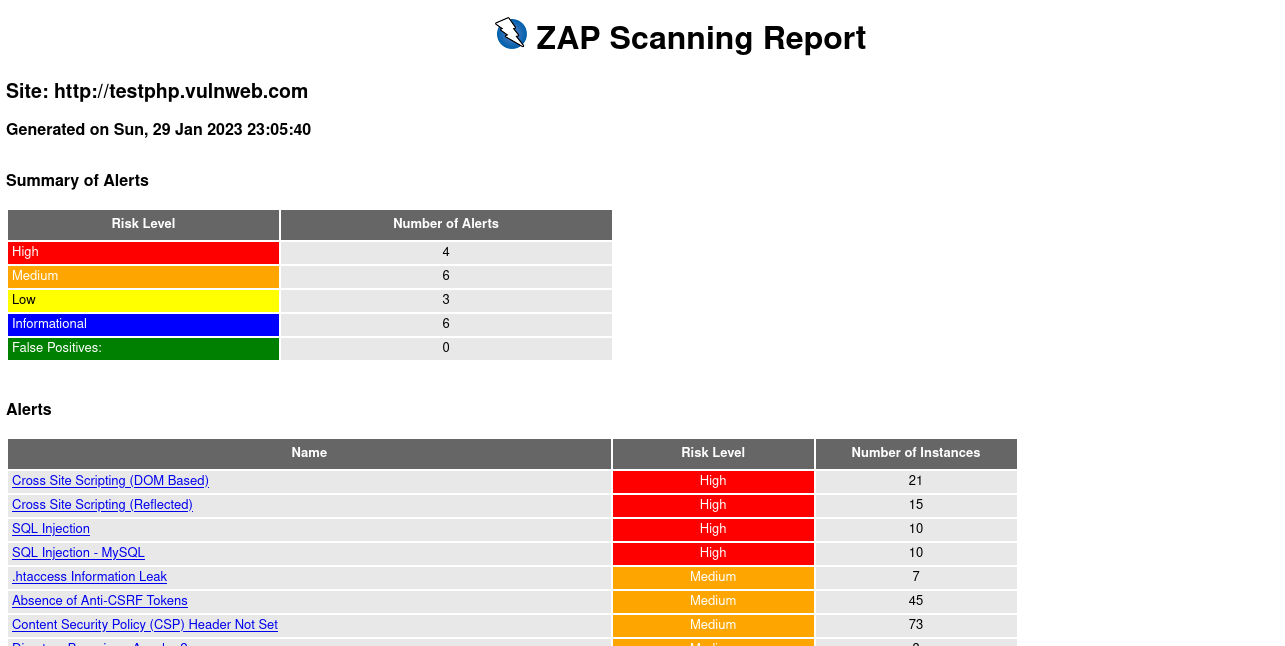 ZAP Scanning Report
Site: http://testphp.vulnweb.com
Generated on Sun, 29 Jan 2023 23:05:40
Summary of Alerts
Risk Level Number of Alerts
High 4
Medium 6
Low 3
Informational 6
False Positives: 0
Alerts
Name Risk Level Number of Instances
Cross Site Scripting (DOM Based) High 21
Cross Site Scripting (Reflected) High 15
SQL Injection High 10
SQL Injection - MySQL High 10
.htaccess Information Leak Medium 7
Absence of Anti-CSRF Tokens Medium 45
Content Security Policy (CSP) Header Not Set Medium 73